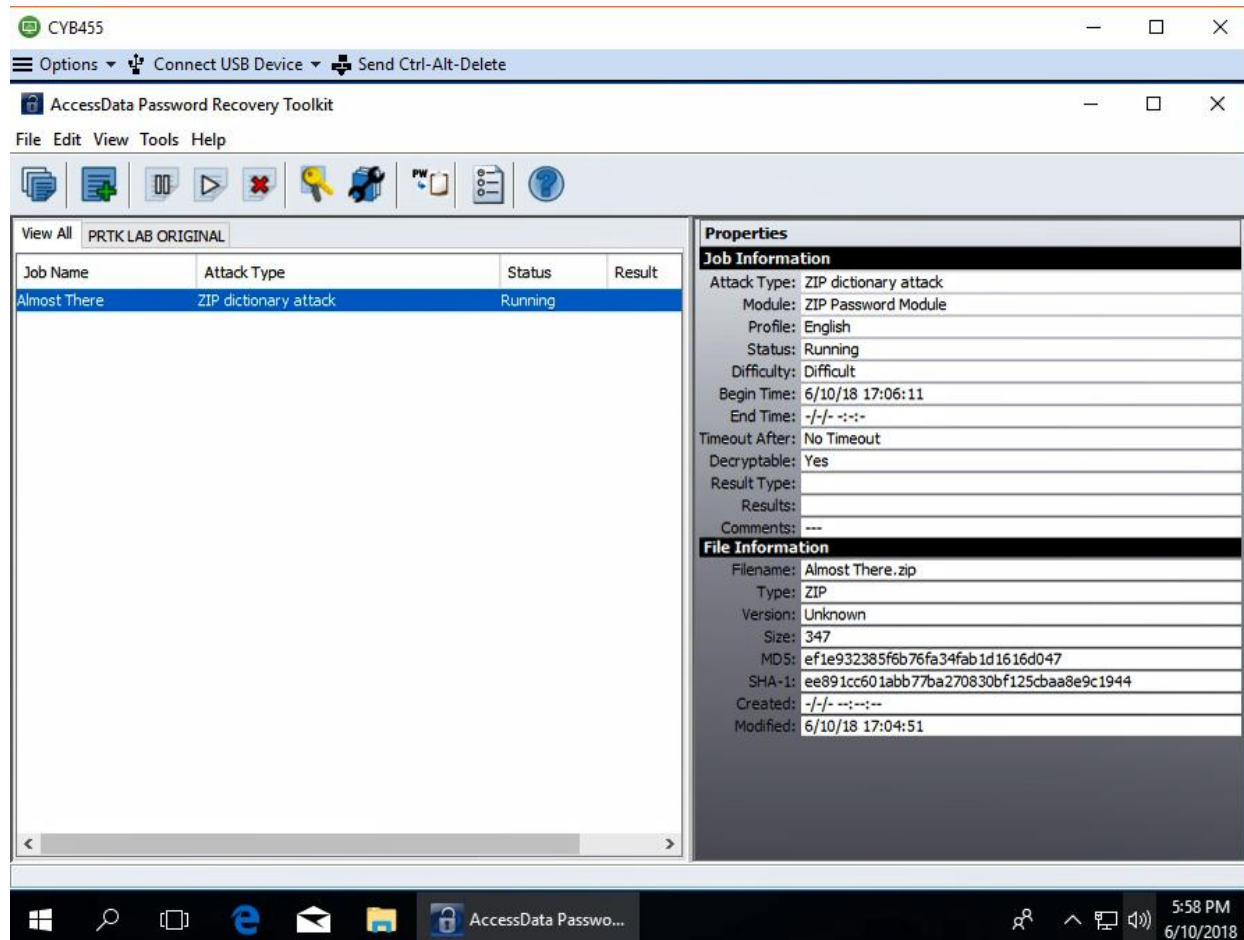 CYB455
Options Connect USB Device Send Ctrl-Alt-Delete
AccessData Password Recovery Toolkit
File Edit View Tools Help
PW
View All PRTK LAB ORIGINAL
Job Name Attack Type Status Result
Almost There ZIP dictionary attack Running
Properties
Job Information
Attack Type: ZIP dictionary attack
Module: ZIP Password Module
Profile: English
Status: Running
Difficulty: Difficult
Begin Time: 6/10/18 17:06:11
End Time: -/-/- -:-:-
Timeout After: No Timeout
Decryptable: Yes
Result Type:
Results:
Comments: ---
File Information
Filename: Almost There.zip
Type: ZIP
Version: Unknown
Size: 347
MD5: ef1e932385f6b76fa34fab1d1616d047
SHA-1: ee891cc601abb77ba270830bf125cbaa8e9c1944
Created: -/-/- --:--:--
Modified: 6/10/18 17:04:51
AccessData Passwo...
5:58 PM
6/10/2018